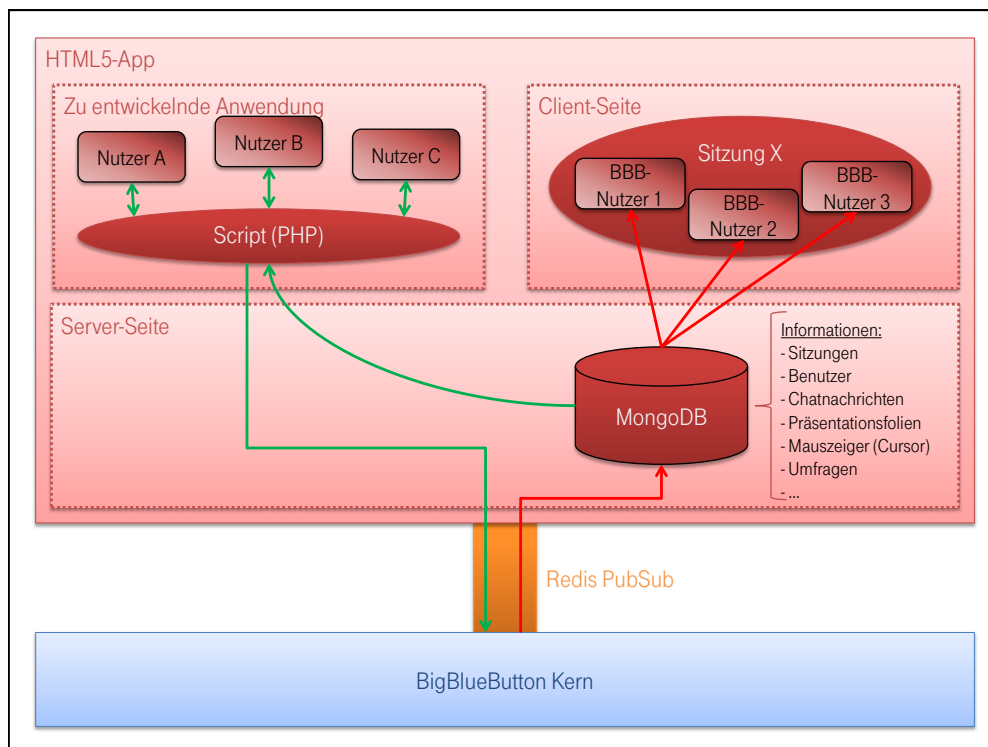 HTML5-App
Zu entwickelnde Anwendung
Nutzer A
Nutzer B
Nutzer C
Script (PHP)
Client-Seite
Sitzung X
BBB-
Nutzer 1
BBB-
Nutzer 2
BBB-
Nutzer 3
Server-Seite
MongoDB
Informationen:
- Sitzungen
- Benutzer
- Chatnachrichten
- Präsentationsfolien
- Mauszeiger (Cursor)
- Umfragen
- ...
Redis PubSub
BigBlueButton Kern